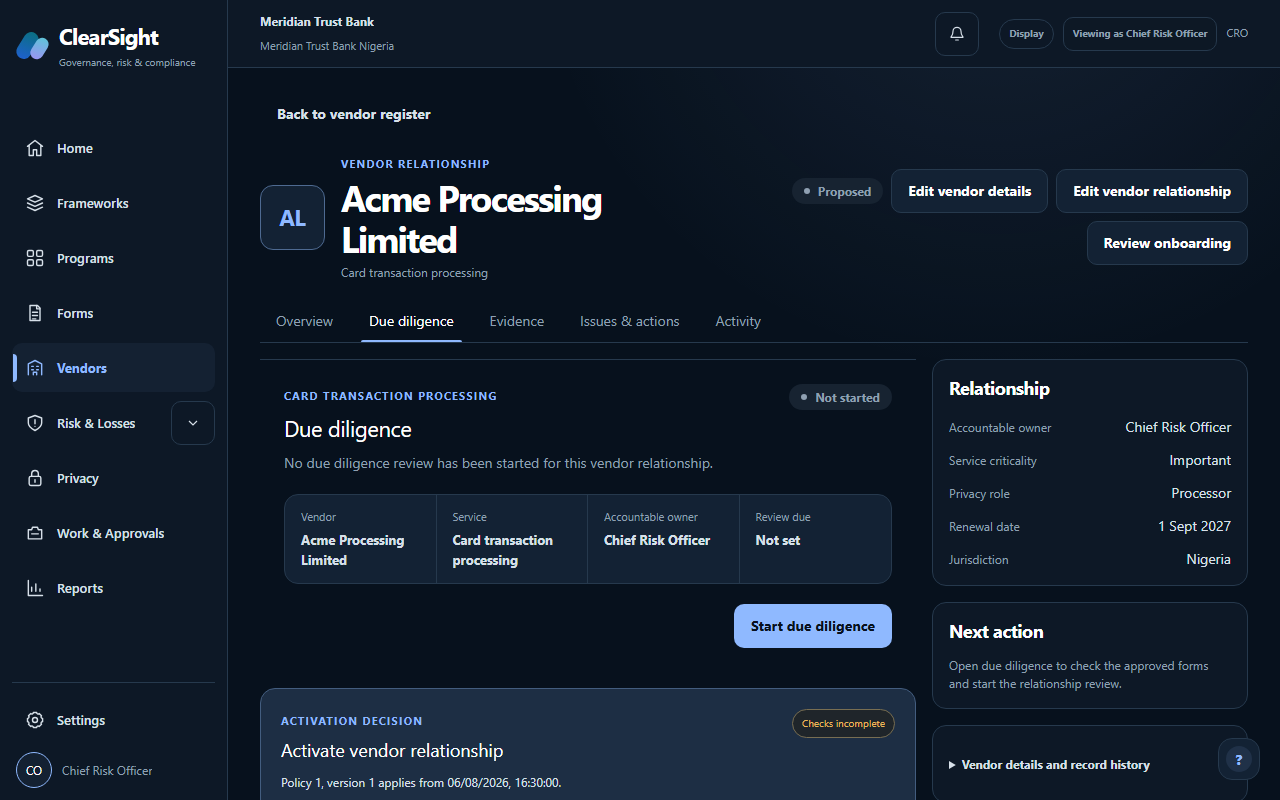 ClearSight
Governance, risk & compliance
Home
Frameworks
Programs
Forms
Vendors
Risk & Losses
Privacy
Work & Approvals
Reports
Settings
CO
Chief Risk Officer
Meridian Trust Bank
Meridian Trust Bank Nigeria
Display
Viewing as Chief Risk Officer
CRO
Back to vendor register
AL
VENDOR RELATIONSHIP
Acme Processing
Limited
Card transaction processing
Proposed
Edit vendor details
Edit vendor relationship
Review onboarding
Overview
Due diligence
Evidence
Issues & actions
Activity
CARD TRANSACTION PROCESSING
Not started
Due diligence
No due diligence review has been started for this vendor relationship.
Vendor
Acme Processing
Limited
Service
Card transaction
processing
Accountable owner
Chief Risk Officer
Review due
Not set
Start due diligence
ACTIVATION DECISION
Checks incomplete
Activate vendor relationship
Policy 1, version 1 applies from 06/08/2026, 16:30:00.
Relationship
Accountable owner
Chief Risk Officer
Service criticality
Important
Privacy role
Processor
Renewal date
1 Sept 2027
Jurisdiction
Nigeria
Next action
Open due diligence to check the approved forms
and start the relationship review.
Vendor details and record history
?